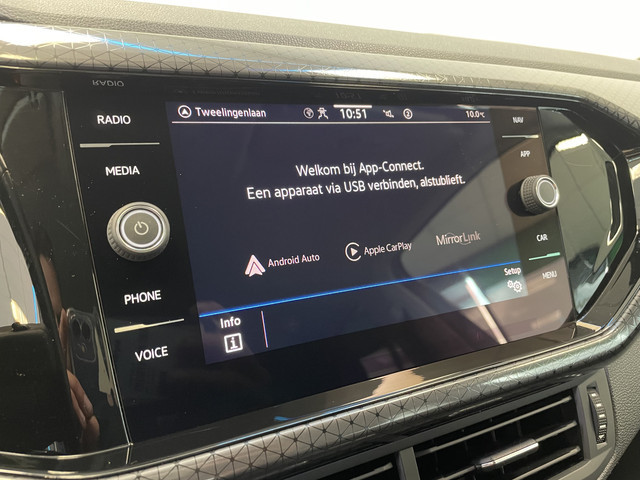 RADIO
MEDIA
PHONE
VOICE
Tweelingenlaan
10:51
2
10.0°C
Welkom bij App-Connect.
Een apparaat via USB verbinden, alstublieft.
Android Auto
Apple CarPlay
MirrorLink
Setup
Info
NAV
APP
CAR
MENU